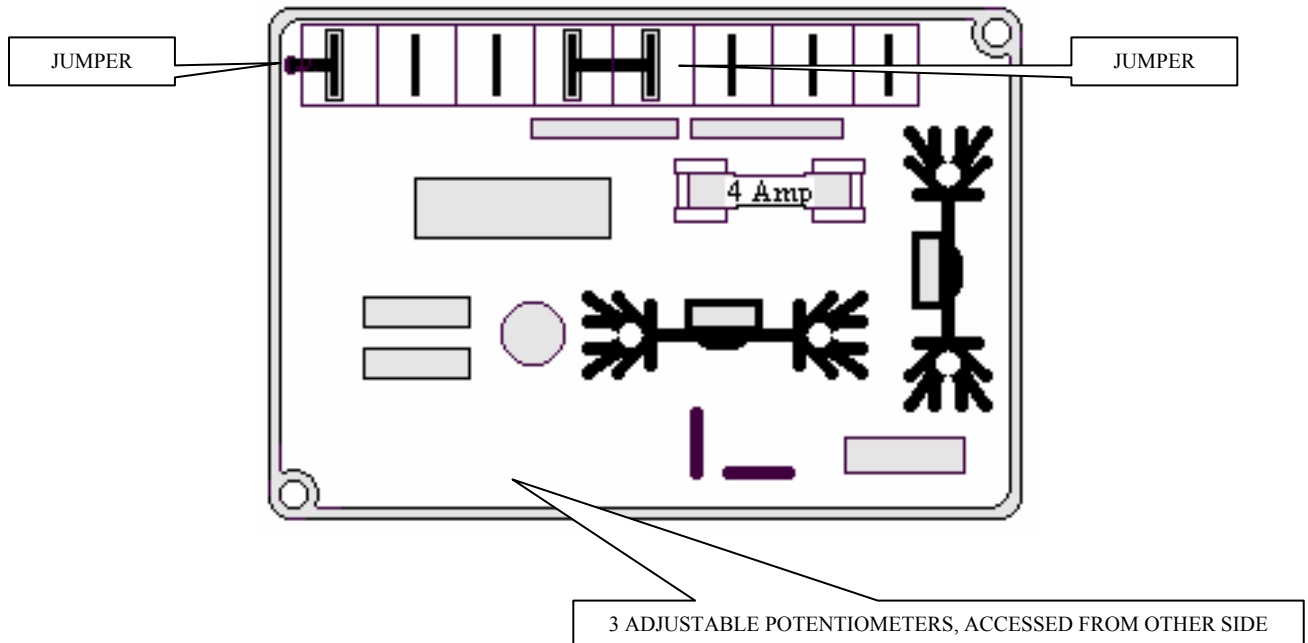 JUMPER
JUMPER
4 Amp
3 ADJUSTABLE POTENTIOMETERS, ACCESSED FROM OTHER SIDE